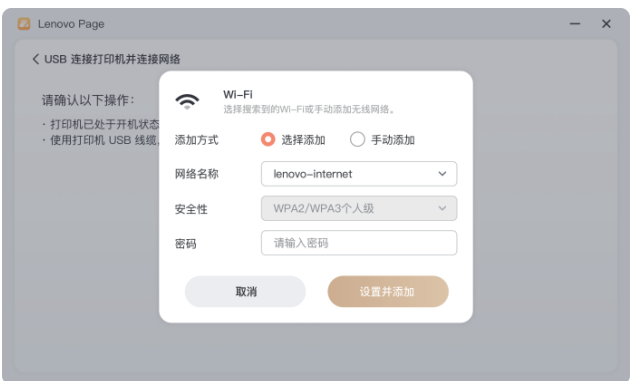 Lenovo Page
USB 连接打印机并连接网络
请确认以下操作：
· 打印机已处于开机状态
· 使用打印机 USB 线缆，
Wi-Fi
选择搜索到的Wi-Fi或手动添加无线网络。
添加方式 选择添加 手动添加
网络名称 lenovo-internet
安全性 WPA2/WPA3个人级
密码 请输入密码
取消 设置并添加